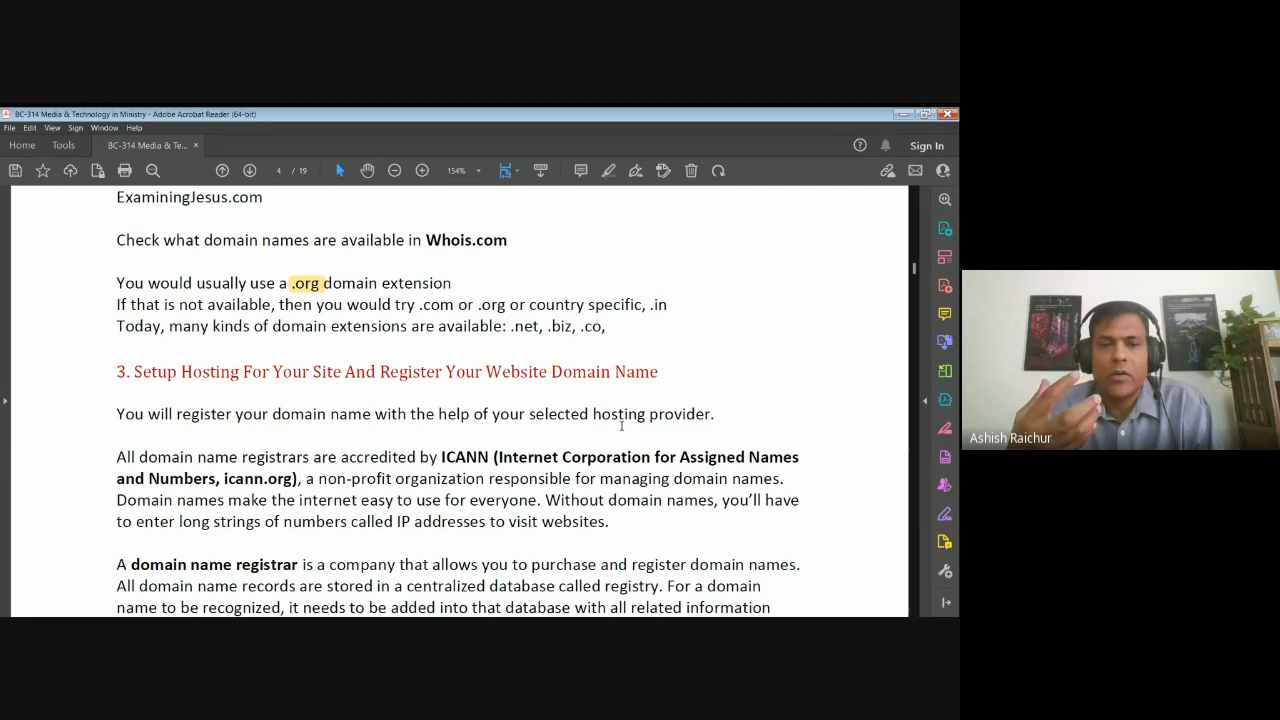 BC-314 Media & Technology in Ministry - Adobe Acrobat Reader (64-bit)
File Edit View Sign Window Help
Home Tools BC-314 Media & Te... × Sign In
4 / 19 154%
ExaminingJesus.com
Check what domain names are available in Whois.com
You would usually use a .org domain extension
If that is not available, then you would try .com or .org or country specific, .in
Today, many kinds of domain extensions are available: .net, .biz, .co,
3. Setup Hosting For Your Site And Register Your Website Domain Name
You will register your domain name with the help of your selected hosting provider.
All domain name registrars are accredited by ICANN (Internet Corporation for Assigned Names
and Numbers, icann.org), a non-profit organization responsible for managing domain names.
Domain names make the internet easy to use for everyone. Without domain names, you’ll have
to enter long strings of numbers called IP addresses to visit websites.
A domain name registrar is a company that allows you to purchase and register domain names.
All domain name records are stored in a centralized database called registry. For a domain
name to be recognized, it needs to be added into that database with all related information
Ashish Raichur